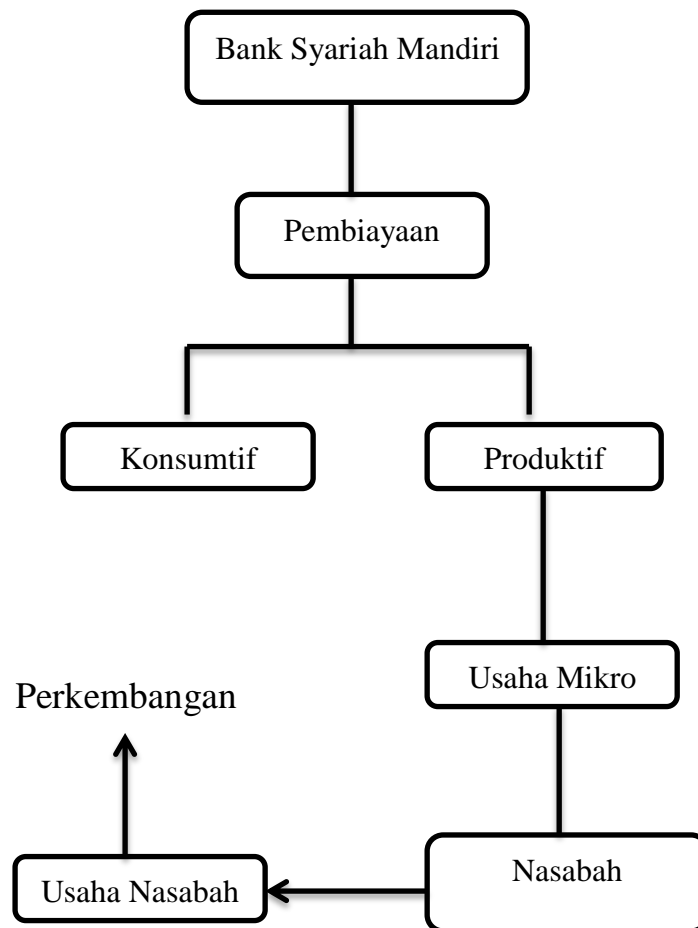 Bank Syariah Mandiri
Pembiayaan
Konsumtif
Produktif
Usaha Mikro
Perkembangan
Nasabah
Usaha Nasabah